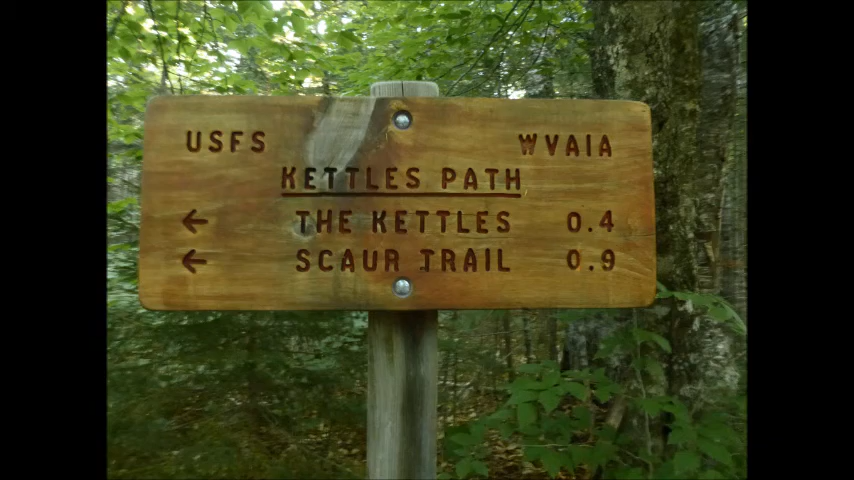 USFS WVAIA
KETTLES PATH
← THE KETTLES 0.4
← SCAUR TRAIL 0.9